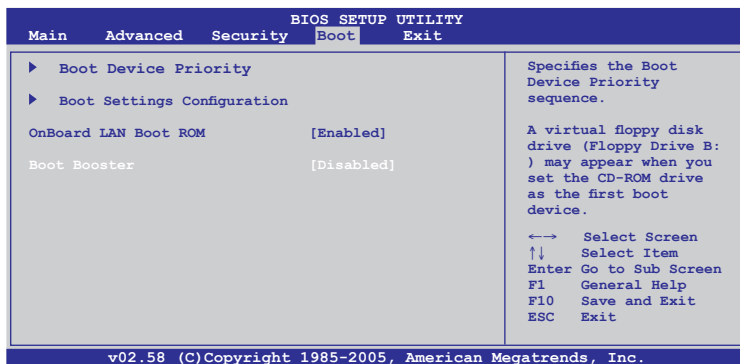 BIOS SETUP UTILITY
Main Advanced Security Boot Exit
Boot Device Priority
Boot Settings Configuration
OnBoard LAN Boot ROM [Enabled]
Boot Booster [Disabled]
Specifies the Boot
Device Priority
sequence.
A virtual floppy disk
drive (Floppy Drive B:
) may appear when you
set the CD-ROM drive
as the first boot
device.
←→ Select Screen
↑↓ Select Item
Enter Go to Sub Screen
F1 General Help
F10 Save and Exit
ESC Exit
v02.58 (C)Copyright 1985-2005, American Megatrends, Inc.